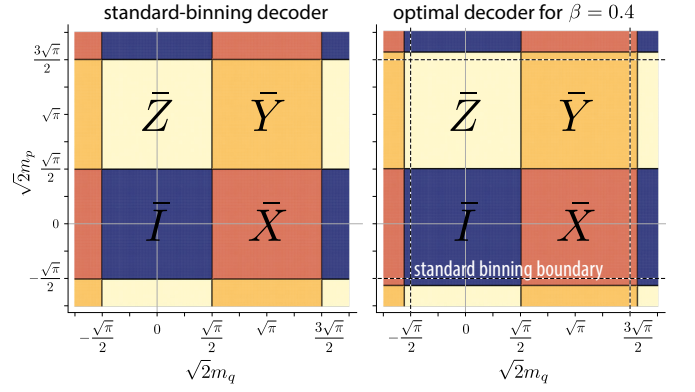 standard-binning decoder
optimal decoder for β = 0.4
3√π/2
√π
√π/2
0
-√π/2
√2m_p
Z̄
Ȳ
Ī
X̄
-√π/2
0
√π/2
√π
3√π/2
√2m_q
Z̄
Ȳ
Ī
X̄
standard binning boundary
-√π/2
0
√π/2
√π
3√π/2
√2m_q